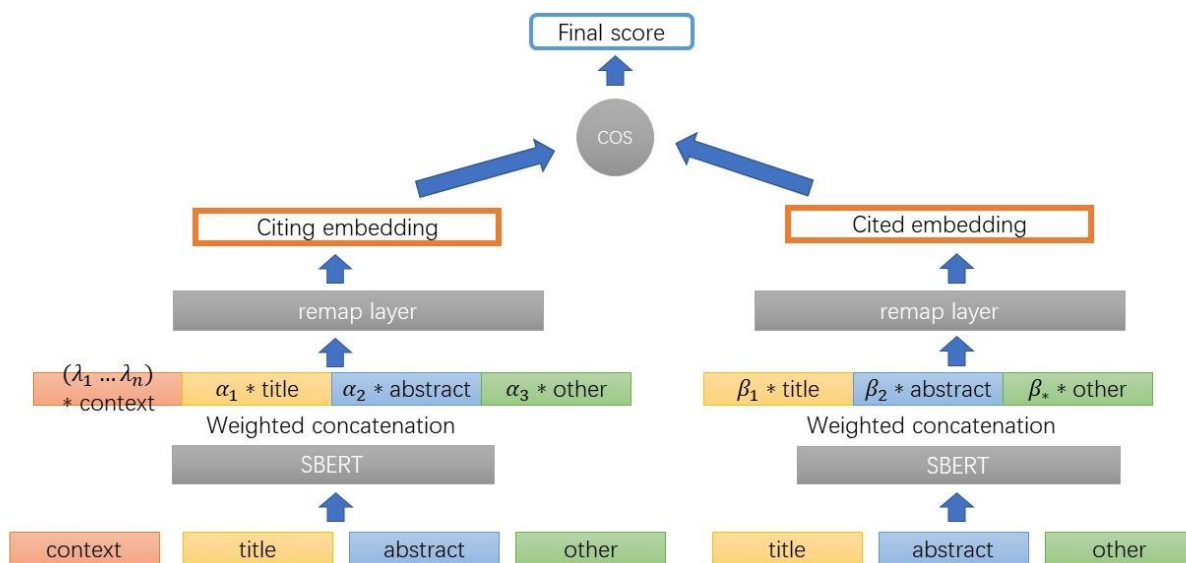 Final score
COS
Citing embedding
Cited embedding
remap layer
remap layer
(λ₁ … λₙ)
∗ context
α₁ ∗ title
α₂ ∗ abstract
α₃ ∗ other
β₁ ∗ title
β₂ ∗ abstract
β∗ ∗ other
Weighted concatenation
Weighted concatenation
SBERT
SBERT
context
title
abstract
other
title
abstract
other